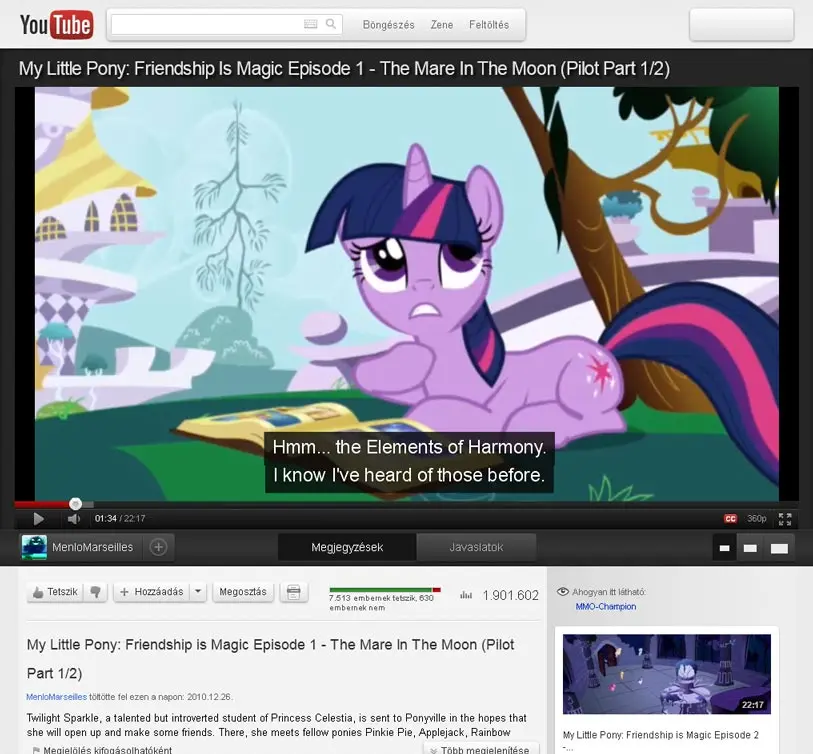 YouTube
Böngészés Zene Feltöltés
My Little Pony: Friendship Is Magic Episode 1 - The Mare In The Moon (Pilot Part 1/2)
Hmm... the Elements of Harmony.
I know I've heard of those before.
01:34 / 22:17 CC 360p
MenloMarseilles Megjegyzések Javaslatok
Tetszik + Hozzáadás Megosztás
7.513 embernek tetszik, 630
embernek nem
1.901.602
Ahogyan itt látható:
MMO-Champion
My Little Pony: Friendship is Magic Episode 1 - The Mare In The Moon (Pilot
Part 1/2)
MenloMarseilles töltötte fel ezen a napon: 2010.12.26.
Twilight Sparkle, a talented but introverted student of Princess Celestia, is sent to Ponyville in the hopes that
she will open up and make some friends. There, she meets fellow ponies Pinkie Pie, Applejack, Rainbow
Megjelölés kifogásolhatóként Több megjelenítése
22:17
My Little Pony: Friendship is Magic Episode 2 -
-...